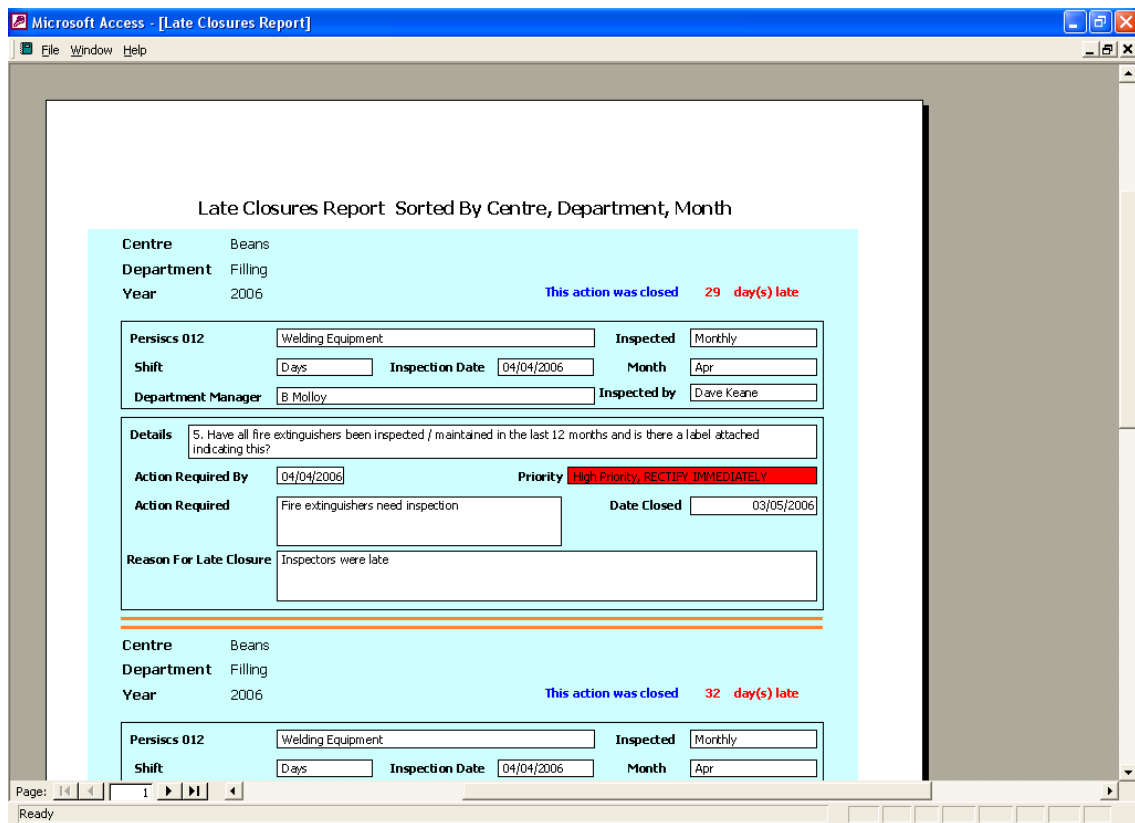 Microsoft Access - [Late Closures Report]
File Window Help
Late Closures Report Sorted By Centre, Department, Month
Centre Beans
Department Filling
Year 2006 This action was closed 29 day(s) late
Persiscs 012 Welding Equipment Inspected Monthly
Shift Days Inspection Date 04/04/2006 Month Apr
Department Manager B Molloy Inspected by Dave Keane
Details 5. Have all fire extinguishers been inspected / maintained in the last 12 months and is there a label attached
indicating this?
Action Required By 04/04/2006 Priority High Priority, RECTIFY IMMEDIATELY
Action Required Fire extinguishers need inspection Date Closed 03/05/2006
Reason For Late Closure Inspectors were late
Centre Beans
Department Filling
Year 2006 This action was closed 32 day(s) late
Persiscs 012 Welding Equipment Inspected Monthly
Shift Days Inspection Date 04/04/2006 Month Apr
Page: 1
Ready